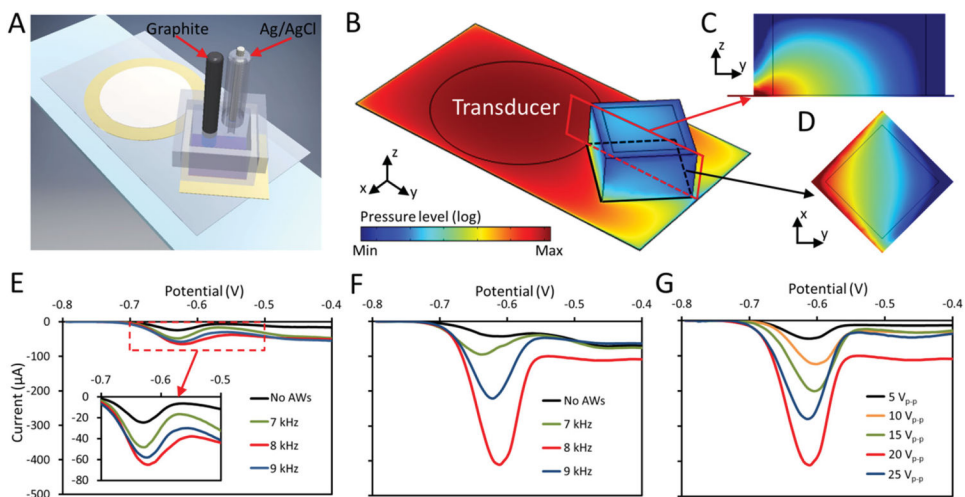 A
Graphite
Ag/AgCl
B
Transducer
z
x
y
Pressure level (log)
Min
Max
C
z
y
D
x
y
E
Potential (V)
-0.8 -0.7 -0.6 -0.5 -0.4
0
-100
-200
-300
-400
-500
Current (µA)
-0.7 -0.6 -0.5
0
-20
-40
-60
-80
No AWs
7 kHz
8 kHz
9 kHz
F
Potential (V)
-0.8 -0.7 -0.6 -0.5 -0.4
No AWs
7 kHz
8 kHz
9 kHz
G
Potential (V)
-0.8 -0.7 -0.6 -0.5 -0.4
5 Vp-p
10 Vp-p
15 Vp-p
20 Vp-p
25 Vp-p